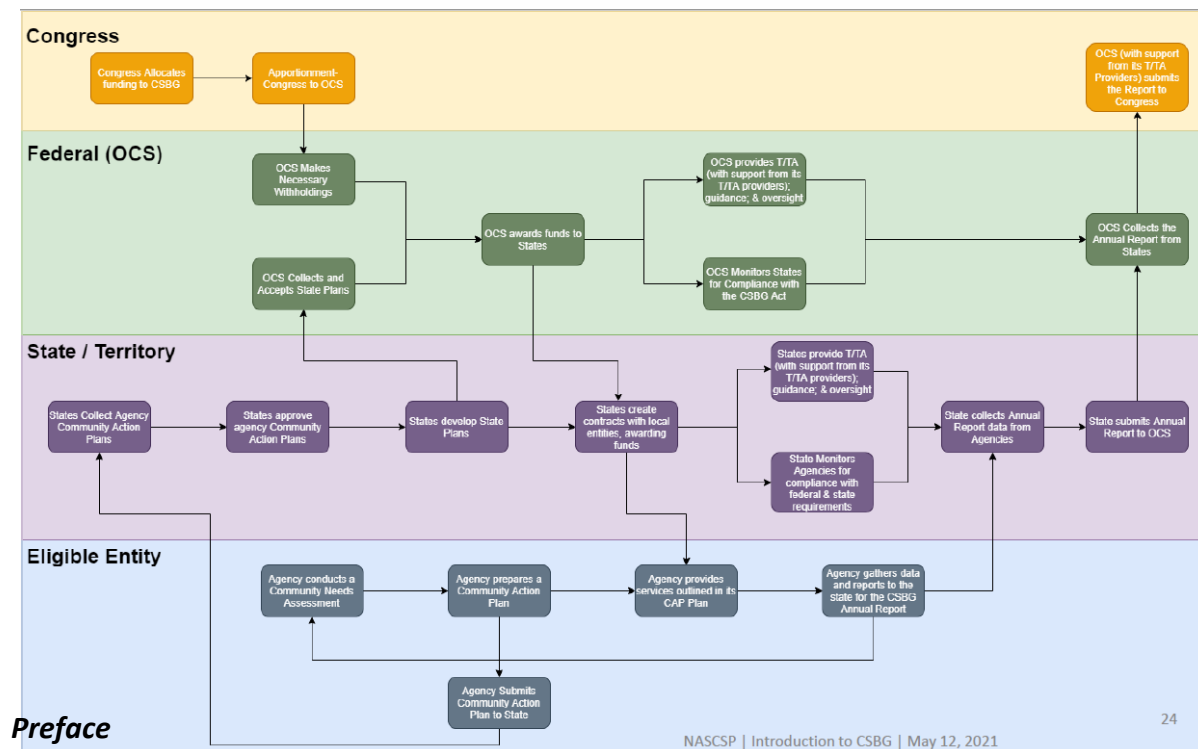 Congress
Congress Allocates
funding to CSBG
Apportionment-
Congress to OCS
OCS (with support
from its T/TA
Providers) submits
the Report to
Congress
Federal (OCS)
OCS Makes
Necessary
Withholdings
OCS provides T/TA
(with support from its
T/TA providers);
guidance; & oversight
OCS awards funds to
States
OCS Collects the
Annual Report from
States
OCS Collects and
Accepts State Plans
OCS Monitors States
for Compliance with
the CSBG Act
State / Territory
States provide T/TA
(with support from its
T/TA providers);
guidance; & oversight
States Collect Agency
Community Action
Plans
States approve
agency Community
Action Plans
States develop State
Plans
States create
contracts with local
entities, awarding
funds
State collects Annual
Report data from
Agencies
State submits Annual
Report to OCS
State Monitors
Agencies for
compliance with
federal & state
requirements
Eligible Entity
Agency conducts a
Community Needs
Assessment
Agency prepares a
Community Action
Plan
Agency provides
services outlined in its
CAP Plan
Agency gathers data
and reports to the
state for the CSBG
Annual Report
Agency Submits
Community Action
Plan to State
Preface
24
NASCSP | Introduction to CSBG | May 12, 2021